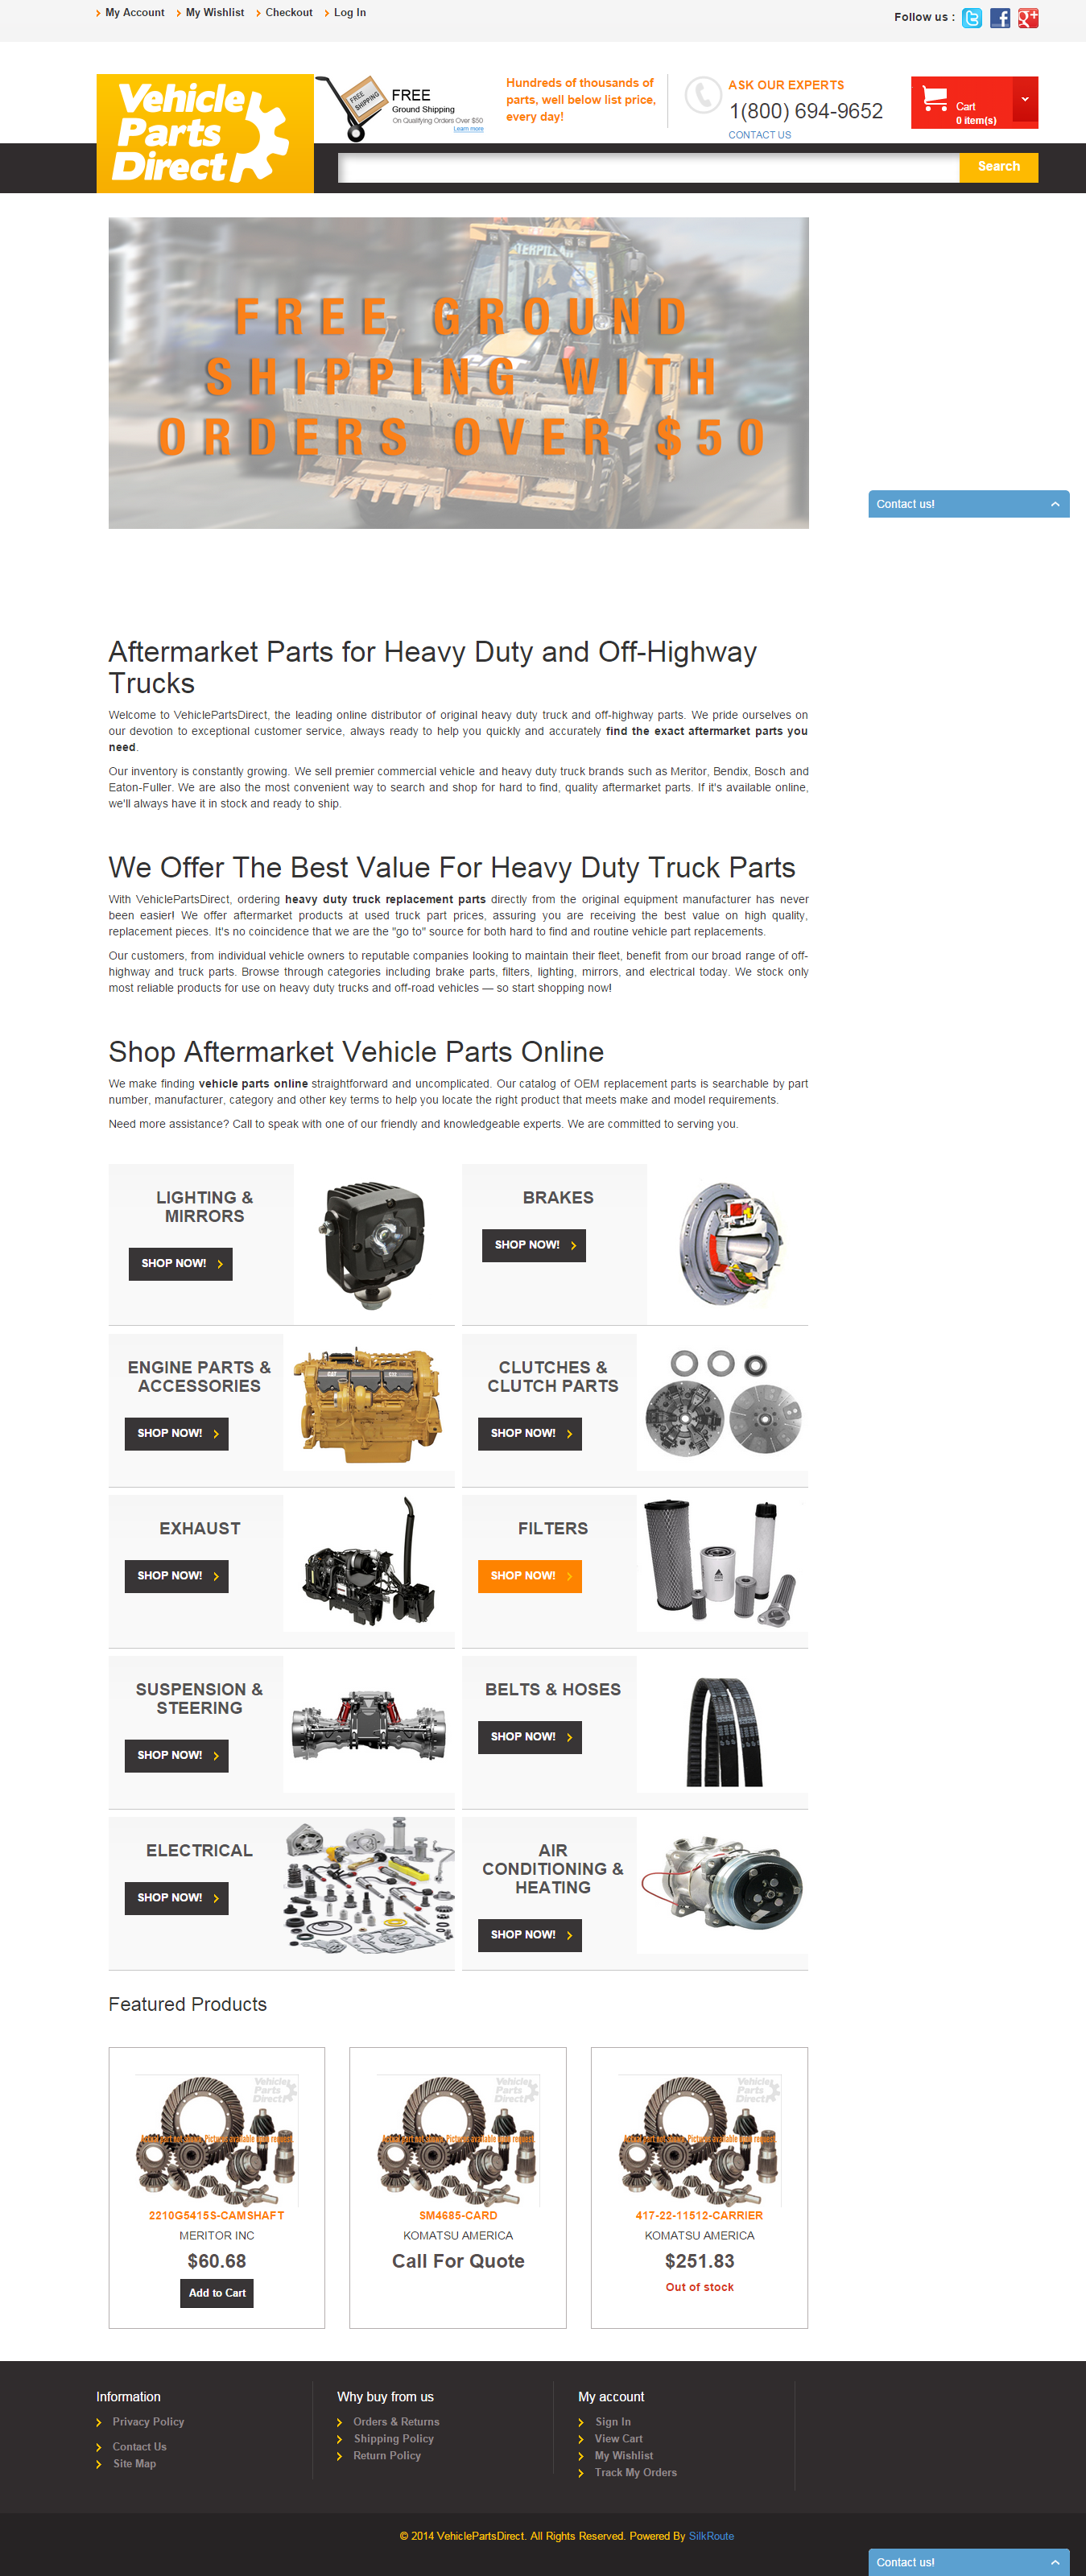 My Account
My Wishlist
Checkout
Log In
Follow us :
Vehicle
Parts
Direct
FREE SHIPPING
FREE
Ground Shipping
On Qualifying Orders Over $50
Learn more
Hundreds of thousands of
parts, well below list price,
every day!
ASK OUR EXPERTS
1(800) 694-9652
CONTACT US
Cart
0 item(s)
Search
FREE GROUND
SHIPPING WITH
ORDERS OVER $50
Contact us!
Aftermarket Parts for Heavy Duty and Off-Highway
Trucks
Welcome to VehiclePartsDirect, the leading online distributor of original heavy duty truck and off-highway parts. We pride ourselves on
our devotion to exceptional customer service, always ready to help you quickly and accurately find the exact aftermarket parts you
need.
Our inventory is constantly growing. We sell premier commercial vehicle and heavy duty truck brands such as Meritor, Bendix, Bosch and
Eaton-Fuller. We are also the most convenient way to search and shop for hard to find, quality aftermarket parts. If it's available online,
we'll always have it in stock and ready to ship.
We Offer The Best Value For Heavy Duty Truck Parts
With VehiclePartsDirect, ordering heavy duty truck replacement parts directly from the original equipment manufacturer has never
been easier! We offer aftermarket products at used truck part prices, assuring you are receiving the best value on high quality,
replacement pieces. It's no coincidence that we are the "go to" source for both hard to find and routine vehicle part replacements.
Our customers, from individual vehicle owners to reputable companies looking to maintain their fleet, benefit from our broad range of off-
highway and truck parts. Browse through categories including brake parts, filters, lighting, mirrors, and electrical today. We stock only
most reliable products for use on heavy duty trucks and off-road vehicles — so start shopping now!
Shop Aftermarket Vehicle Parts Online
We make finding vehicle parts online straightforward and uncomplicated. Our catalog of OEM replacement parts is searchable by part
number, manufacturer, category and other key terms to help you locate the right product that meets make and model requirements.
Need more assistance? Call to speak with one of our friendly and knowledgeable experts. We are committed to serving you.
LIGHTING &
MIRRORS
SHOP NOW!
BRAKES
SHOP NOW!
ENGINE PARTS &
ACCESSORIES
SHOP NOW!
CLUTCHES &
CLUTCH PARTS
SHOP NOW!
EXHAUST
SHOP NOW!
FILTERS
SHOP NOW!
SUSPENSION &
STEERING
SHOP NOW!
BELTS & HOSES
SHOP NOW!
ELECTRICAL
SHOP NOW!
AIR
CONDITIONING &
HEATING
SHOP NOW!
Featured Products
Vehicle
Parts
Direct
2210G5415S-CAMSHAFT
MERITOR INC
$60.68
Add to Cart
Vehicle
Parts
Direct
SM4685-CARD
KOMATSU AMERICA
Call For Quote
Vehicle
Parts
Direct
417-22-11512-CARRIER
KOMATSU AMERICA
$251.83
Out of stock
Information
Privacy Policy
Contact Us
Site Map
Why buy from us
Orders & Returns
Shipping Policy
Return Policy
My account
Sign In
View Cart
My Wishlist
Track My Orders
© 2014 VehiclePartsDirect. All Rights Reserved. Powered By SilkRoute
Contact us!